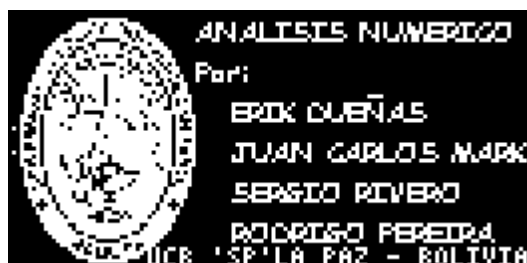 ANALISIS NUMERICO
Por:
ERIK DUEÑAS
JUAN CARLOS MARK
SERGIO RIVERO
RODRIGO PEREIRA
UCB 'SP' LA PAZ - BOLIVIA